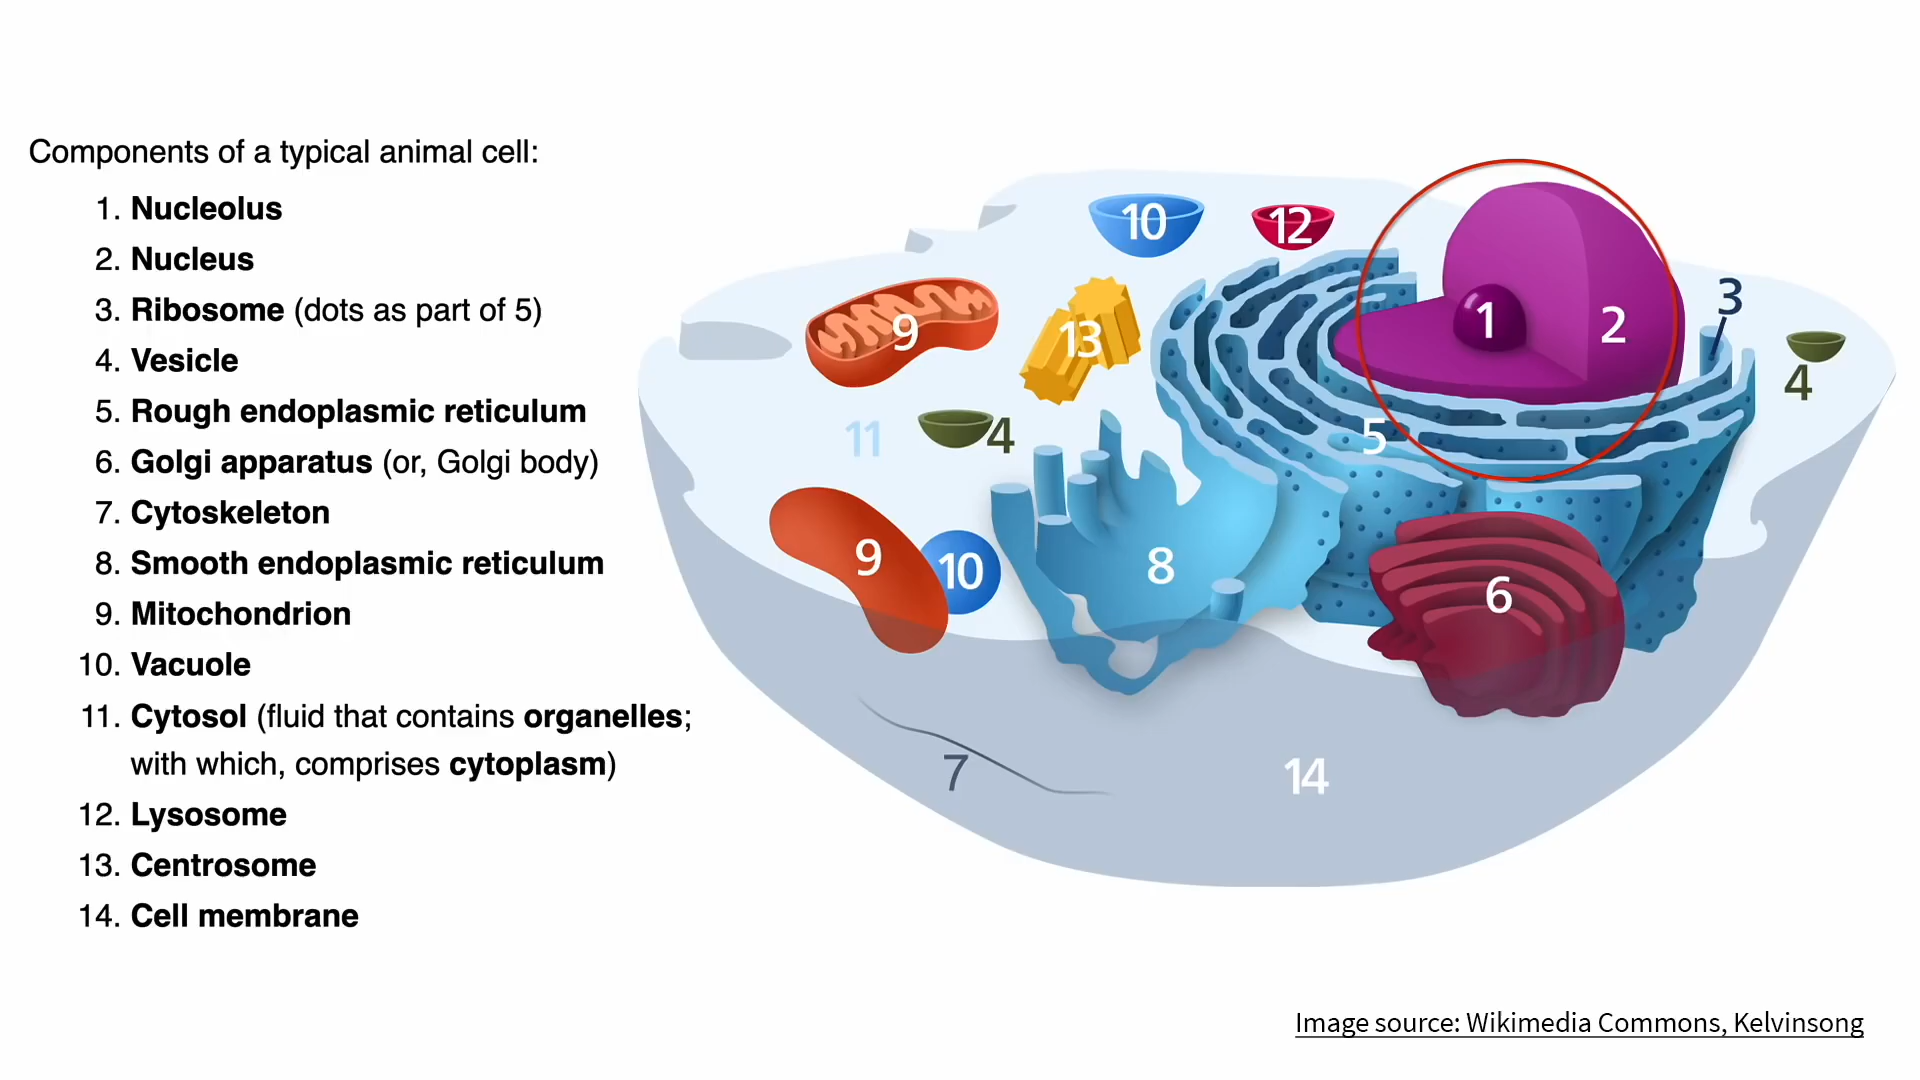 Components of a typical animal cell:
1. Nucleolus
2. Nucleus
3. Ribosome (dots as part of 5)
4. Vesicle
5. Rough endoplasmic reticulum
6. Golgi apparatus (or, Golgi body)
7. Cytoskeleton
8. Smooth endoplasmic reticulum
9. Mitochondrion
10. Vacuole
11. Cytosol (fluid that contains organelles;
with which, comprises cytoplasm)
12. Lysosome
13. Centrosome
14. Cell membrane
10
12
1
2
3
9
13
4
11
4
5
9
10
8
6
7
14
Image source: Wikimedia Commons, Kelvinsong